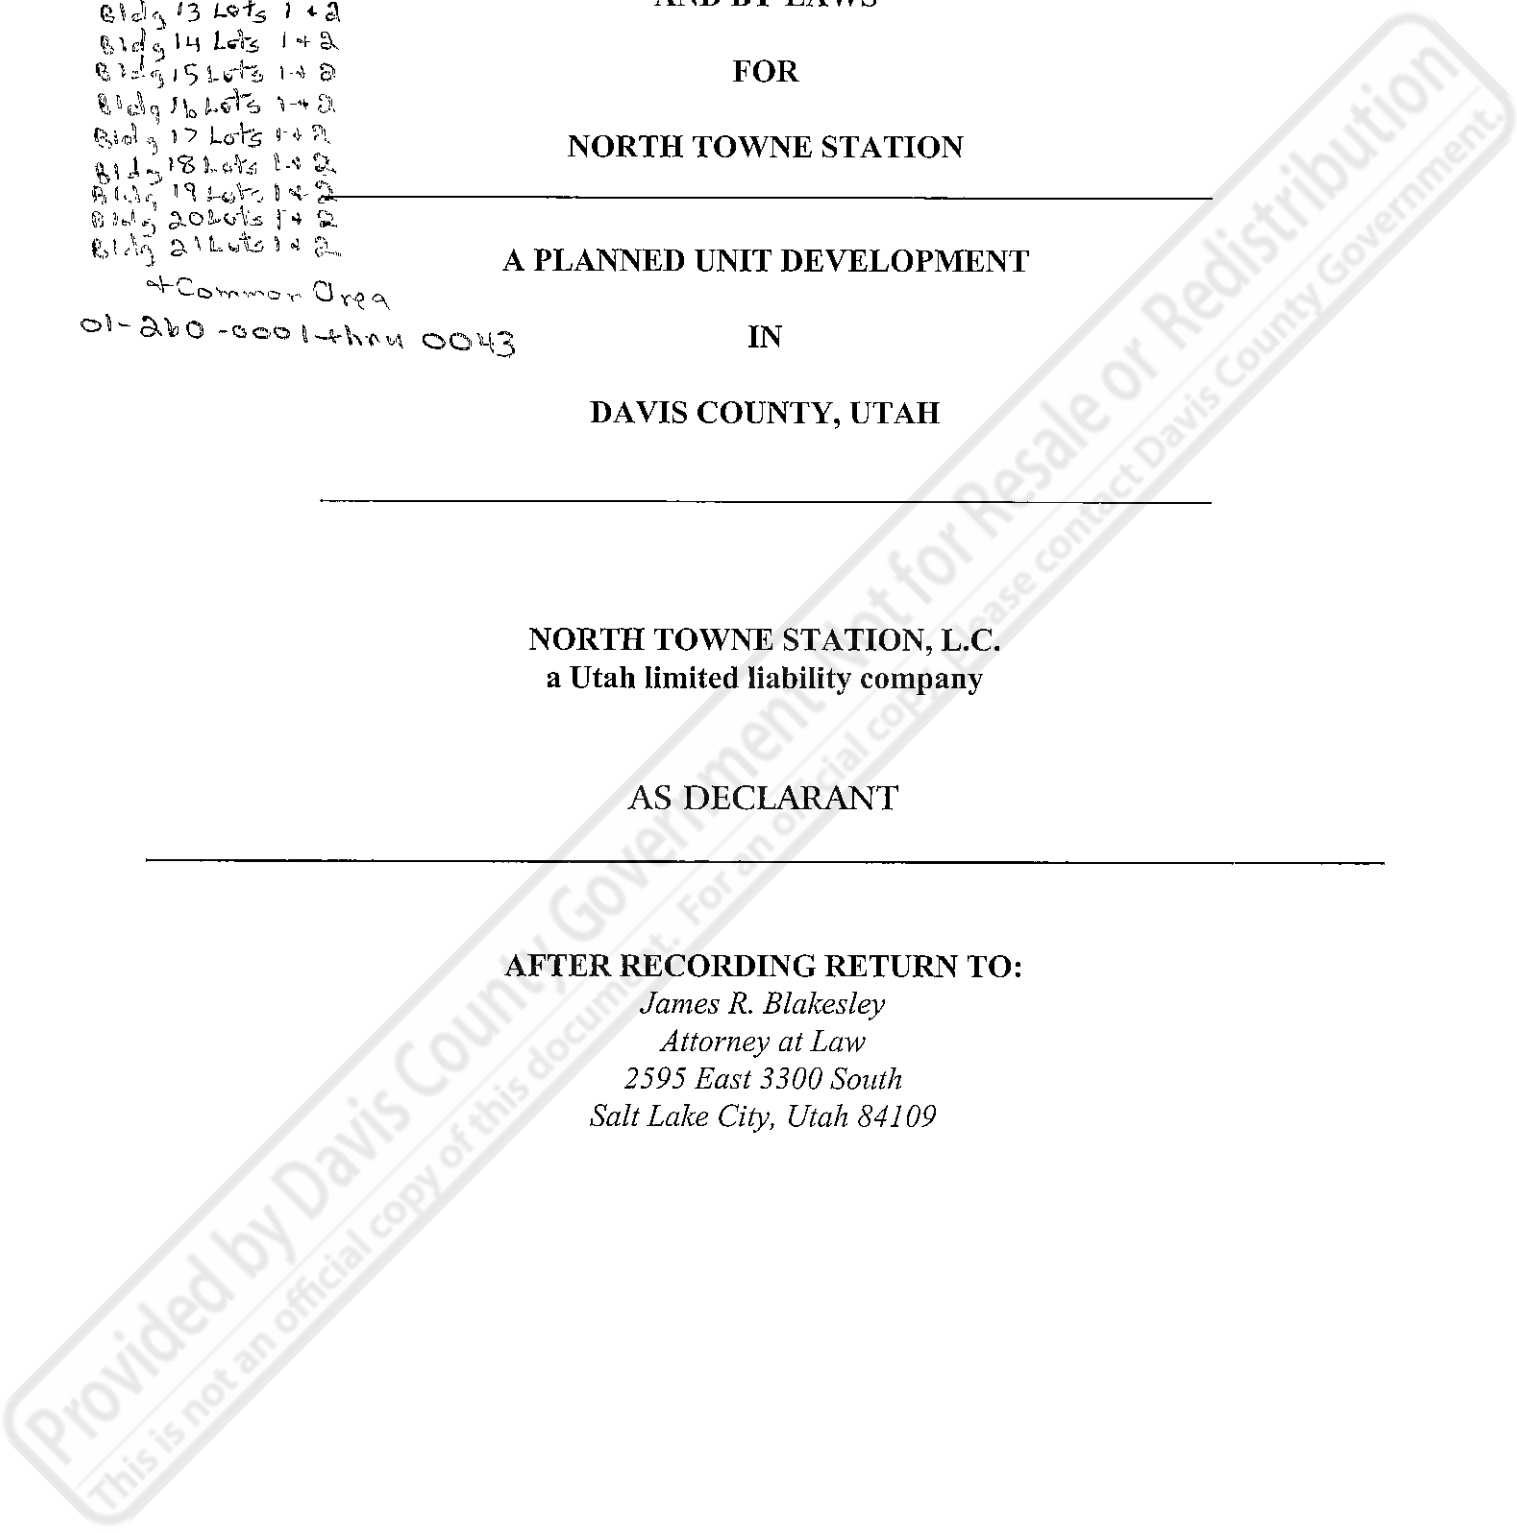 AND BY-LAWS
Bldg 13 Lots 1 + 2
Bldg 14 Lots 1 + 2
Bldg 15 Lots 1 + 2
Bldg 16 Lots 1 + 2
Bldg 17 Lots 1 + 2
Bldg 18 Lots 1 + 2
Bldg 19 Lots 1 + 2
Bldg 20 Lots 1 + 2
Bldg 21 Lots 1 + 2
+ Common Area
01-260-0001 thru 0043
FOR
NORTH TOWNE STATION
A PLANNED UNIT DEVELOPMENT
IN
DAVIS COUNTY, UTAH
NORTH TOWNE STATION, L.C.
a Utah limited liability company
AS DECLARANT
AFTER RECORDING RETURN TO:
James R. Blakesley
Attorney at Law
2595 East 3300 South
Salt Lake City, Utah 84109
Provided by Davis County Government Not for Resale or Redistribution
This is not an official copy of this document. For an official copy, please contact Davis County Government.